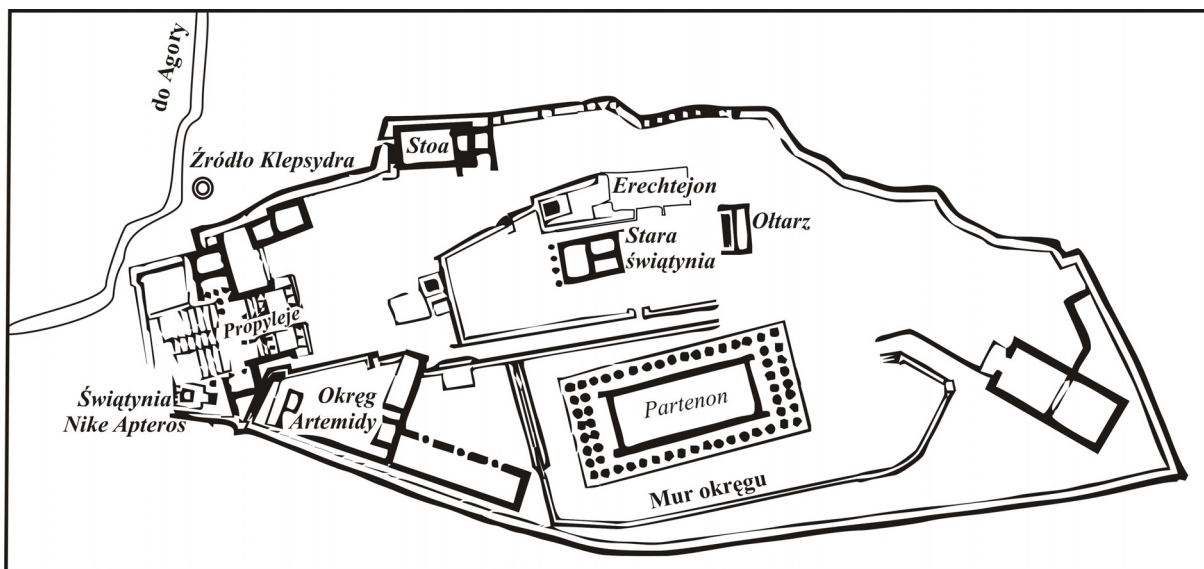 do Agory
Źródło Klepsydra
Stoa
Erechtejon
Ołtarz
Stara
świątynia
Propyleje
Świątynia
Nike Apteros
Okręg
Artemidy
Partenon
Mur okręgu